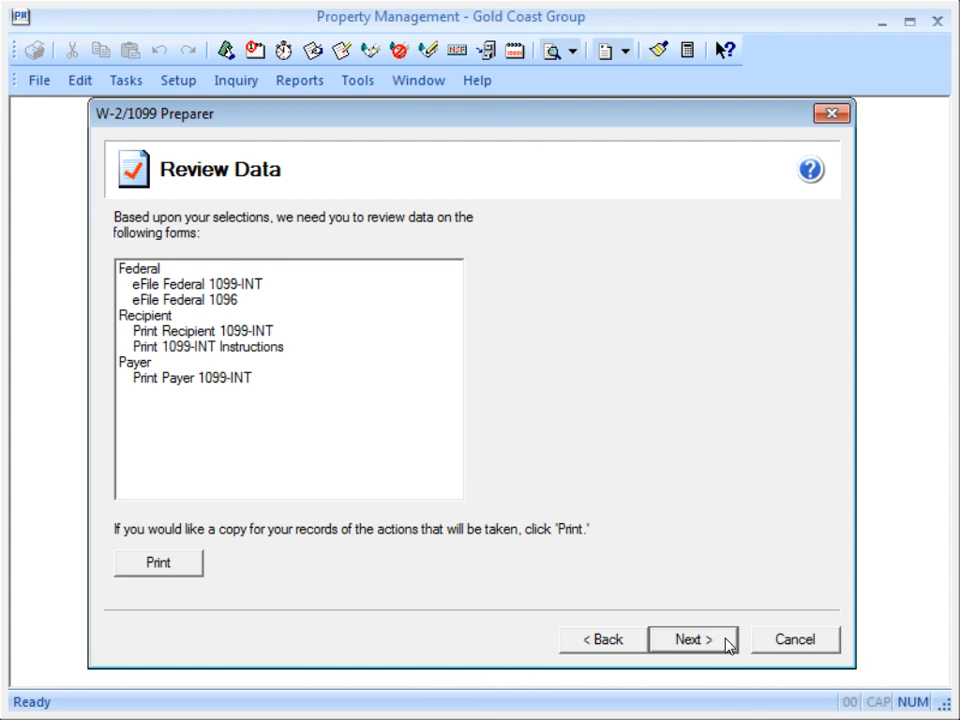 Property Management - Gold Coast Group
File Edit Tasks Setup Inquiry Reports Tools Window Help
W-2/1099 Preparer
Review Data
Based upon your selections, we need you to review data on the
following forms:
Federal
eFile Federal 1099-INT
eFile Federal 1096
Recipient
Print Recipient 1099-INT
Print 1099-INT Instructions
Payer
Print Payer 1099-INT
If you would like a copy for your records of the actions that will be taken, click 'Print.'
Print
< Back Next > Cancel
Ready 00 CAP NUM